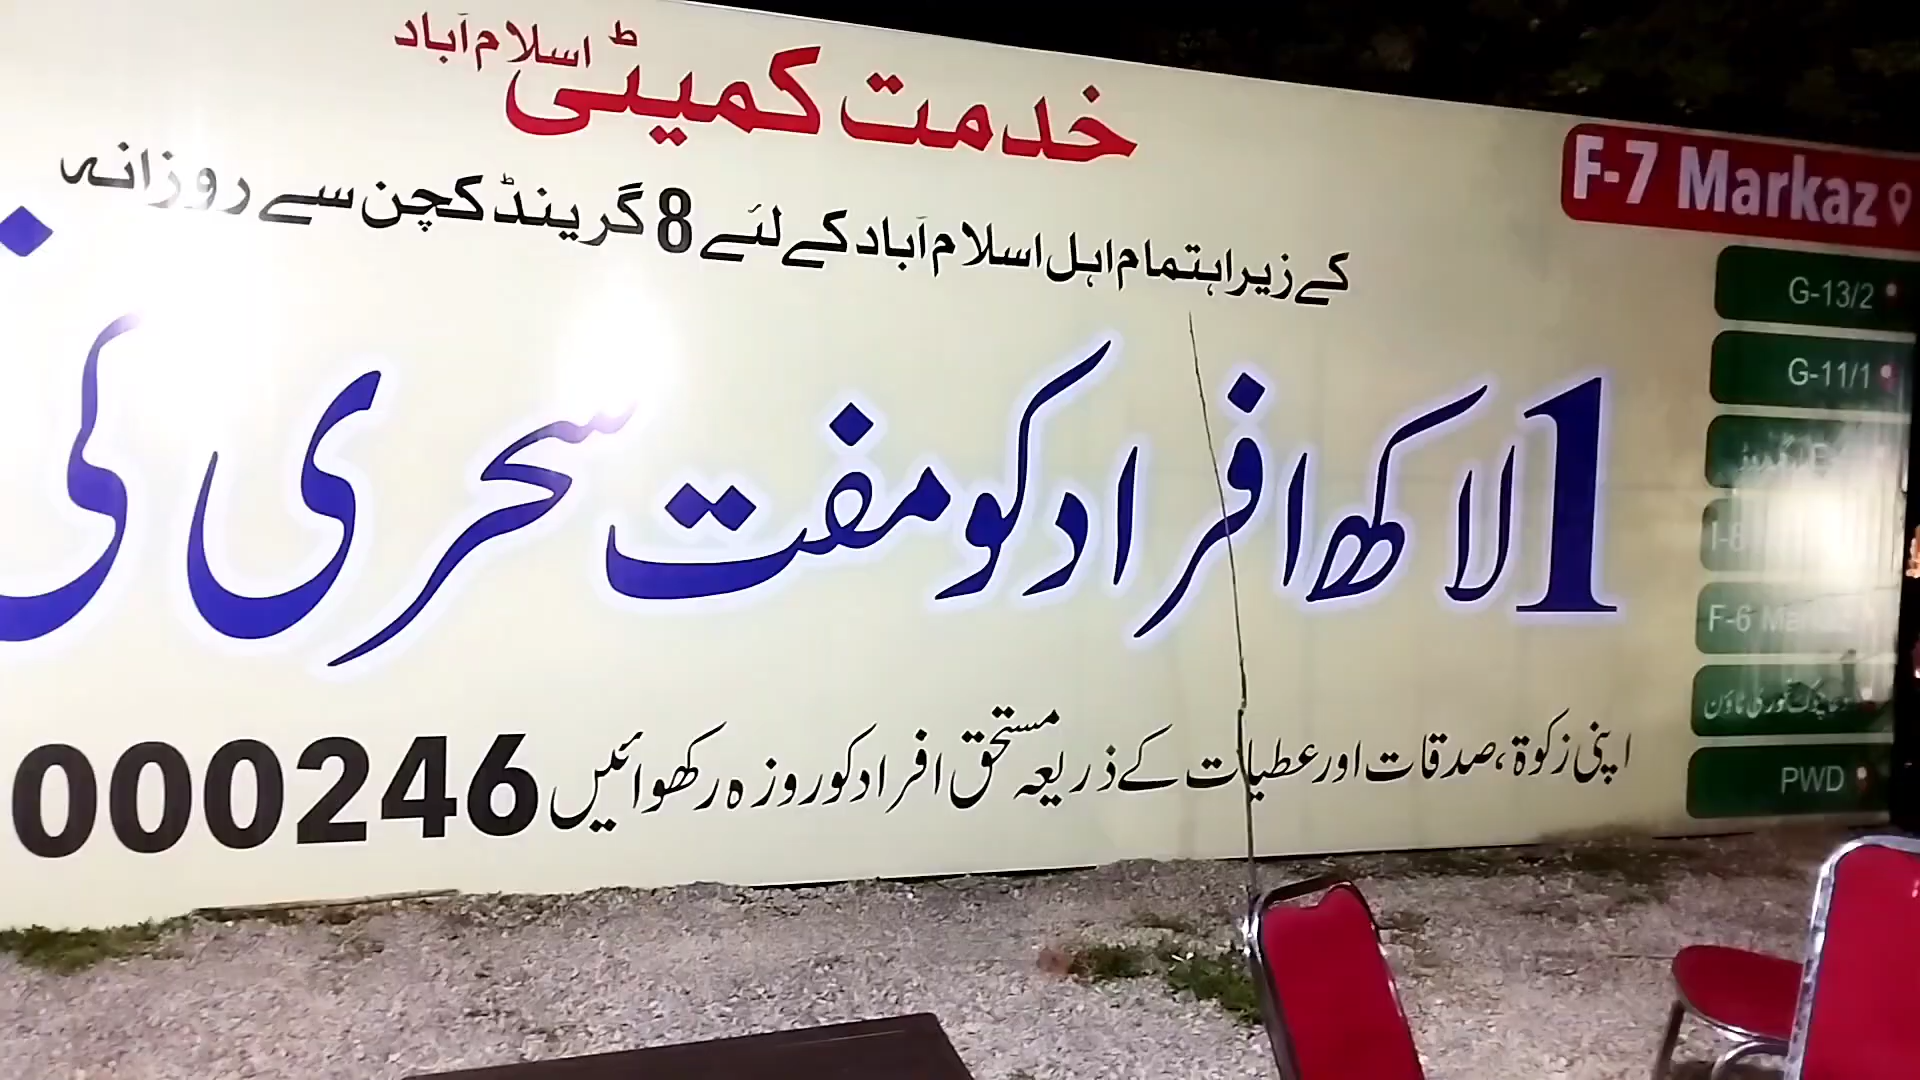 خدمت کمیٹی اسلام آباد
کے زیر اہتمام اہل اسلام آباد کے لئے 8 گرینڈ کچن سے روزانہ
1 لاکھ افراد کو مفت سحری کی
اپنی زکوۃ، صدقات اور عطیات کے ذریعہ مستحق افراد کو روزہ رکھوائیں
000246
F-7 Markaz
G-13/2
G-11/1
I-8
F-6
PWD